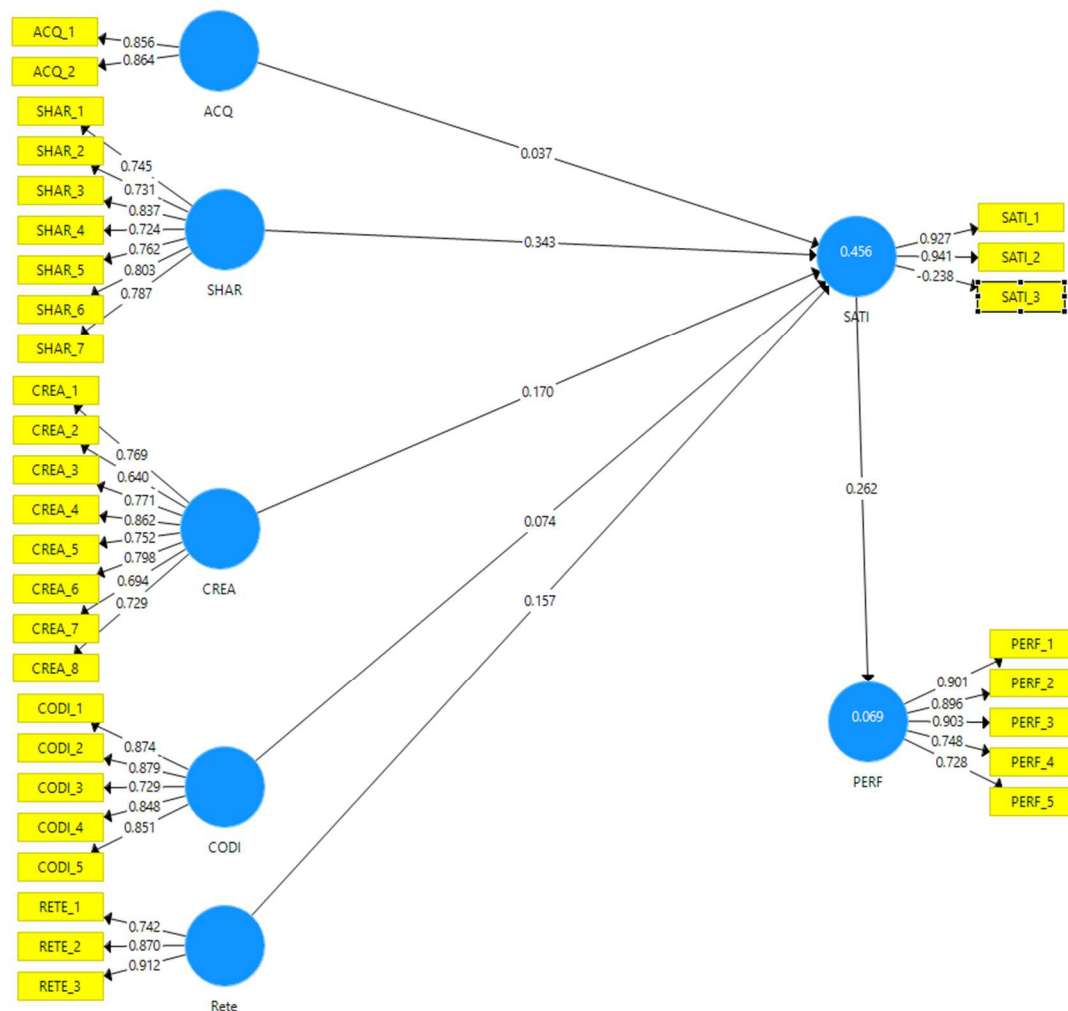 ACQ_1
ACQ_2
0.856
0.864
ACQ
SHAR_1
SHAR_2
SHAR_3
SHAR_4
SHAR_5
SHAR_6
SHAR_7
0.745
0.731
0.837
0.724
0.762
0.803
0.787
SHAR
CREA_1
CREA_2
CREA_3
CREA_4
CREA_5
CREA_6
CREA_7
CREA_8
0.769
0.640
0.771
0.862
0.752
0.798
0.694
0.729
CREA
CODI_1
CODI_2
CODI_3
CODI_4
CODI_5
0.874
0.879
0.729
0.848
0.851
CODI
RETE_1
RETE_2
RETE_3
0.742
0.870
0.912
Rete
0.037
0.343
0.170
0.074
0.157
0.456
SATI
0.927
0.941
-0.238
SATI_1
SATI_2
SATI_3
0.262
0.069
PERF
0.901
0.896
0.903
0.748
0.728
PERF_1
PERF_2
PERF_3
PERF_4
PERF_5